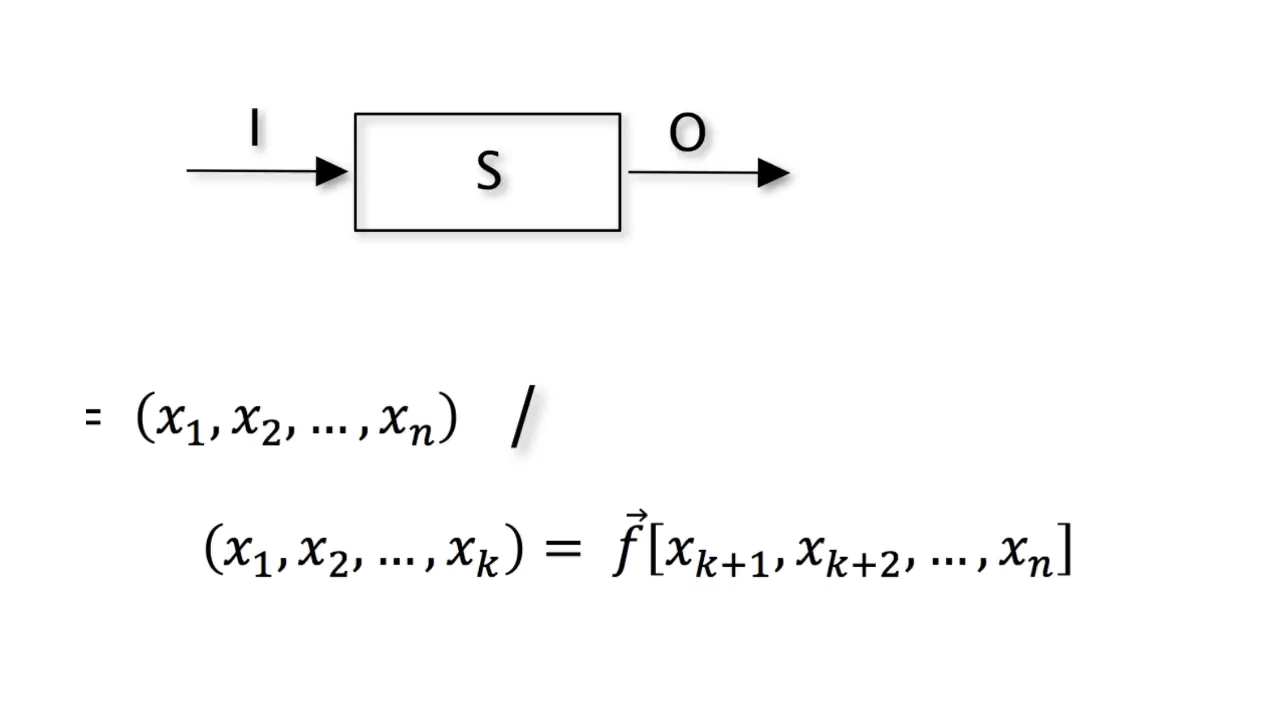 I
S
O
= (x₁, x₂, … , xₙ) /
(x₁, x₂, … , xₖ) = f⃗[xₖ₊₁, xₖ₊₂, … , xₙ]